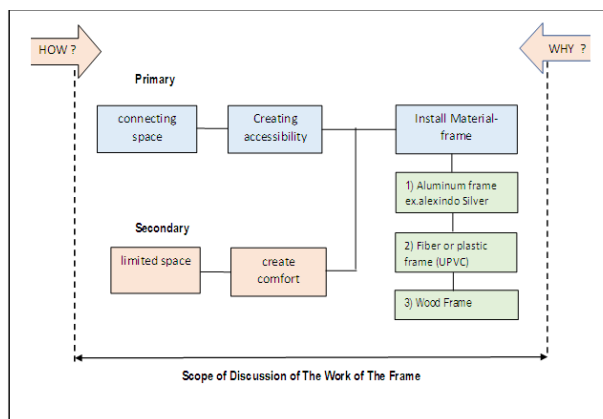 HOW ?
WHY ?
Primary
connecting
space
Creating
accessibility
Install Material-
frame
1) Aluminum frame
ex.alexindo Silver
Secondary
limited space
create
comfort
2) Fiber or plastic
frame (UPVC)
3) Wood Frame
Scope of Discussion of The Work of The Frame